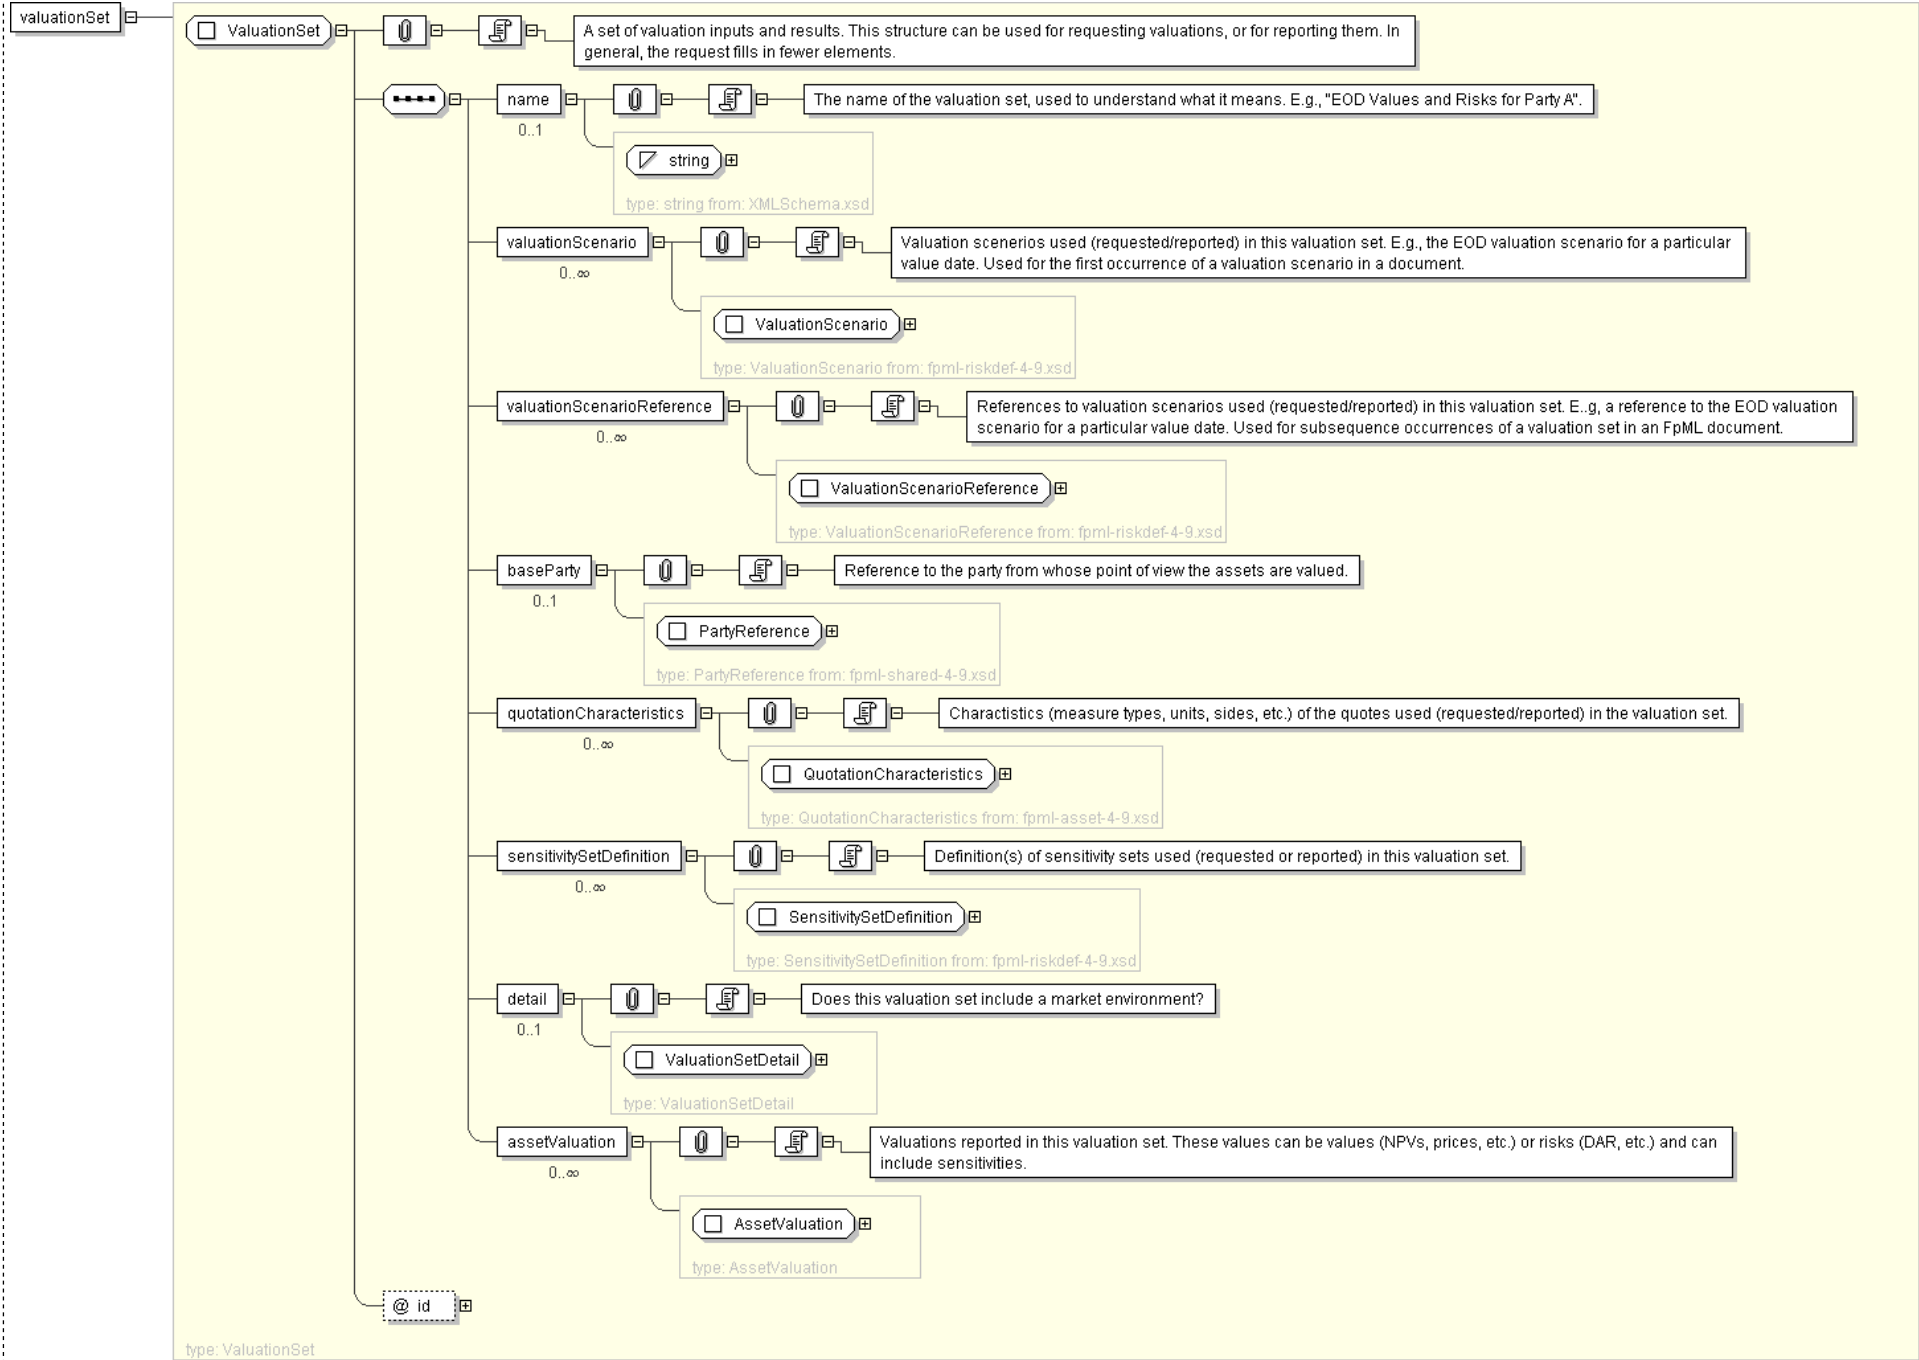 valuationSet
ValuationSet
A set of valuation inputs and results. This structure can be used for requesting valuations, or for reporting them. In
general, the request fills in fewer elements.
name
The name of the valuation set, used to understand what it means. E.g., "EOD Values and Risks for Party A".
0..1
string
type: string from: XMLSchema.xsd
valuationScenario
Valuation scenerios used (requested/reported) in this valuation set. E.g., the EOD valuation scenario for a particular
value date. Used for the first occurrence of a valuation scenario in a document.
0..∞
ValuationScenario
type: ValuationScenario from: fpml-riskdef-4-9.xsd
valuationScenarioReference
References to valuation scenarios used (requested/reported) in this valuation set. E..g, a reference to the EOD valuation
scenario for a particular value date. Used for subsequence occurrences of a valuation set in an FpML document.
0..∞
ValuationScenarioReference
type: ValuationScenarioReference from: fpml-riskdef-4-9.xsd
baseParty
Reference to the party from whose point of view the assets are valued.
0..1
PartyReference
type: PartyReference from: fpml-shared-4-9.xsd
quotationCharacteristics
Charactistics (measure types, units, sides, etc.) of the quotes used (requested/reported) in the valuation set.
0..∞
QuotationCharacteristics
type: QuotationCharacteristics from: fpml-asset-4-9.xsd
sensitivitySetDefinition
Definition(s) of sensitivity sets used (requested or reported) in this valuation set.
0..∞
SensitivitySetDefinition
type: SensitivitySetDefinition from: fpml-riskdef-4-9.xsd
detail
Does this valuation set include a market environment?
0..1
ValuationSetDetail
type: ValuationSetDetail
assetValuation
Valuations reported in this valuation set. These values can be values (NPVs, prices, etc.) or risks (DAR, etc.) and can
include sensitivities.
0..∞
AssetValuation
type: AssetValuation
@ id
type: ValuationSet